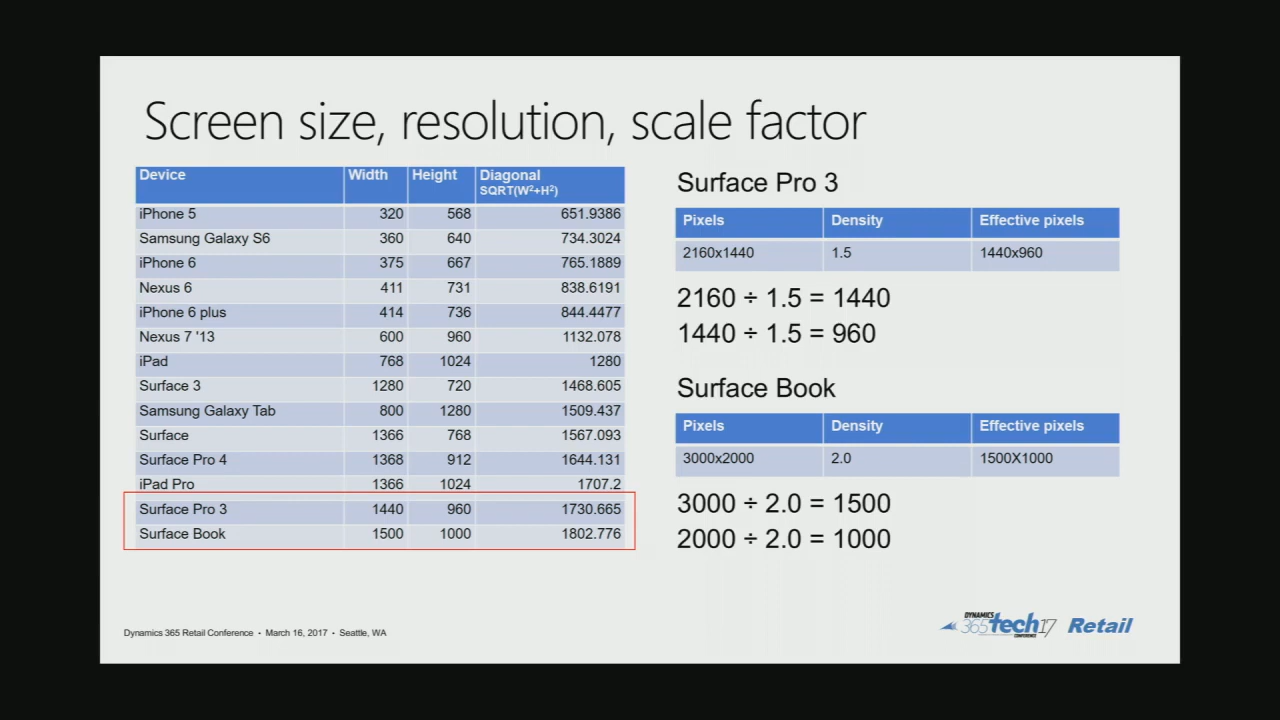 Screen size, resolution, scale factor
Device Width Height Diagonal
SQRT(W²+H²)
iPhone 5 320 568 651.9386
Samsung Galaxy S6 360 640 734.3024
iPhone 6 375 667 765.1889
Nexus 6 411 731 838.6191
iPhone 6 plus 414 736 844.4477
Nexus 7 '13 600 960 1132.078
iPad 768 1024 1280
Surface 3 1280 720 1468.605
Samsung Galaxy Tab 800 1280 1509.437
Surface 1366 768 1567.093
Surface Pro 4 1368 912 1644.131
iPad Pro 1366 1024 1707.2
Surface Pro 3 1440 960 1730.665
Surface Book 1500 1000 1802.776
Surface Pro 3
Pixels Density Effective pixels
2160x1440 1.5 1440x960
2160 ÷ 1.5 = 1440
1440 ÷ 1.5 = 960
Surface Book
Pixels Density Effective pixels
3000x2000 2.0 1500X1000
3000 ÷ 2.0 = 1500
2000 ÷ 2.0 = 1000
Dynamics 365 Retail Conference • March 16, 2017 • Seattle, WA
DYNAMICS
365 tech 17 Retail
CONFERENCE